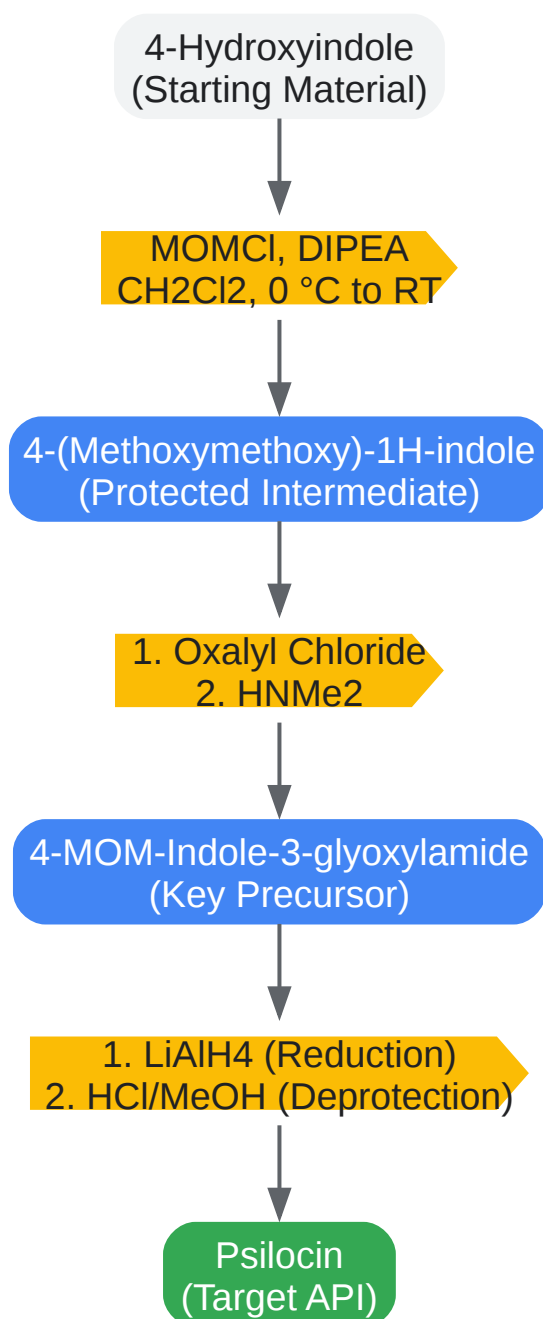 4-Hydroxyindole
(Starting Material)
MOMCl, DIPEA
CH2Cl2, 0 °C to RT
4-(Methoxymethoxy)-1H-indole
(Protected Intermediate)
1. Oxalyl Chloride
2. HNMe2
4-MOM-Indole-3-glyoxylamide
(Key Precursor)
1. LiAlH4 (Reduction)
2. HCl/MeOH (Deprotection)
Psilocin
(Target API)